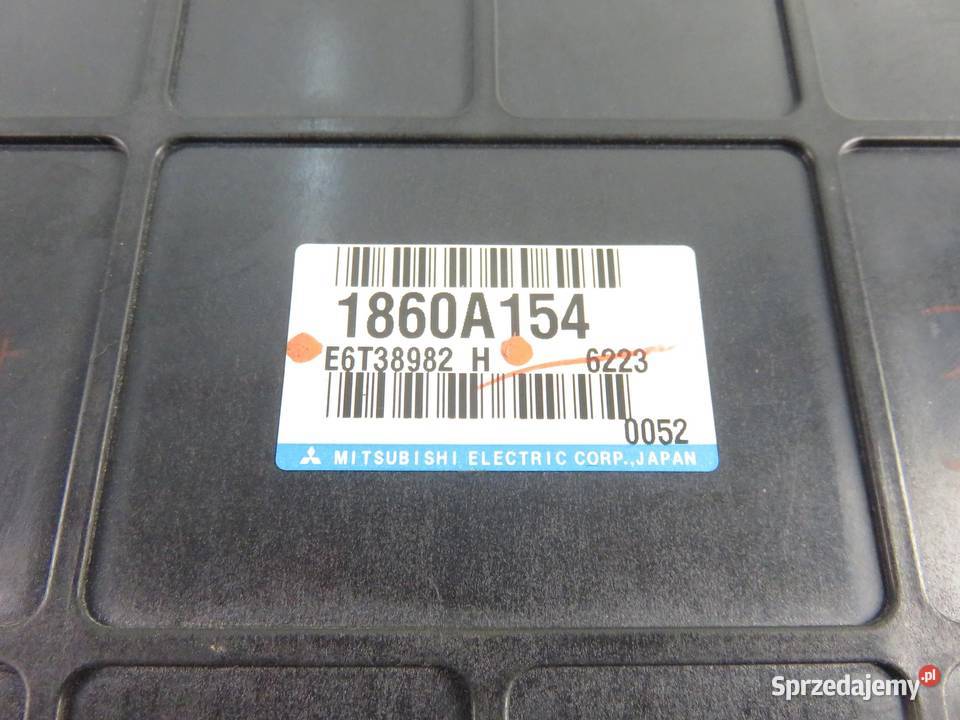 1860A154
E6T38982 H 6223
0052
MITSUBISHI ELECTRIC CORP.,JAPAN
Sprzedajemy.pl